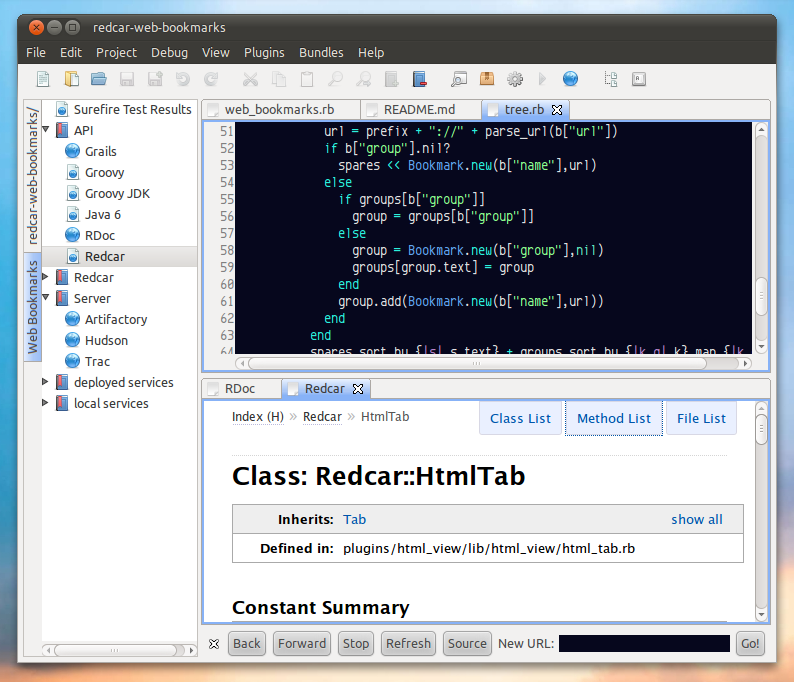 redcar-web-bookmarks
File Edit Project Debug View Plugins Bundles Help
redcar-web-bookmarks/
Web Bookmarks
Surefire Test Results
API
Grails
Groovy
Groovy JDK
Java 6
RDoc
Redcar
Redcar
Server
Artifactory
Hudson
Trac
deployed services
local services
web_bookmarks.rb README.md tree.rb
51 url = prefix + "://" + parse_url(b["url"])
52 if b["group"].nil?
53 spares << Bookmark.new(b["name"],url)
54 else
55 if groups[b["group"]]
56 group = groups[b["group"]]
57 else
58 group = Bookmark.new(b["group"],nil)
59 groups[group.text] = group
60 end
61 group.add(Bookmark.new(b["name"],url))
62 end
63 end
64 spares.sort_by {|s| s.text} + groups.sort_by {|k,g| k}.map {|k
RDoc Redcar
Index (H) » Redcar » HtmlTab
Class List Method List File List
Class: Redcar::HtmlTab
Inherits: Tab show all
Defined in: plugins/html_view/lib/html_view/html_tab.rb
Constant Summary
Back Forward Stop Refresh Source New URL: Go!